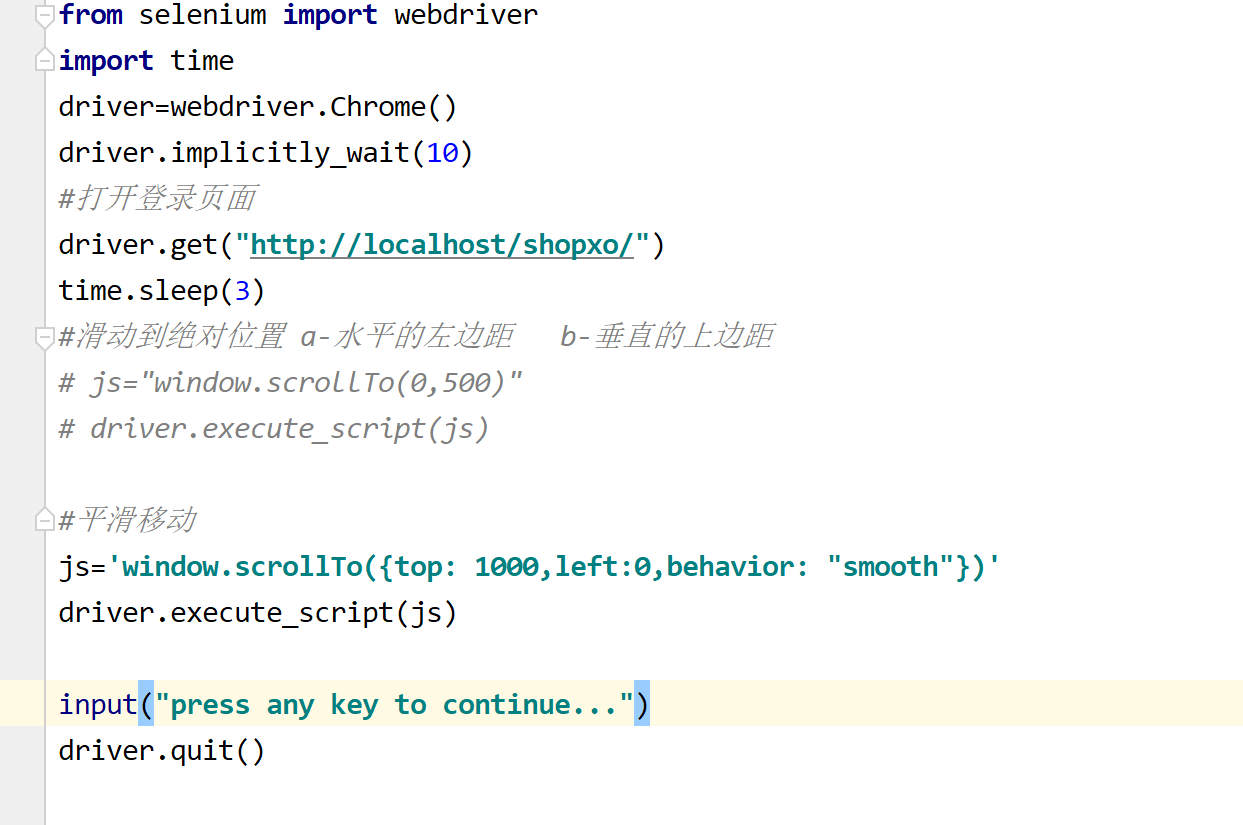 from selenium import webdriver
import time
driver=webdriver.Chrome()
driver.implicitly_wait(10)
#打开登录页面
driver.get("http://localhost/shopxo/")
time.sleep(3)
#滑动到绝对位置 a-水平的左边距   b-垂直的上边距
# js="window.scrollTo(0,500)"
# driver.execute_script(js)
#平滑移动
js='window.scrollTo({top: 1000,left:0,behavior: "smooth"})'
driver.execute_script(js)
input("press any key to continue...")
driver.quit()